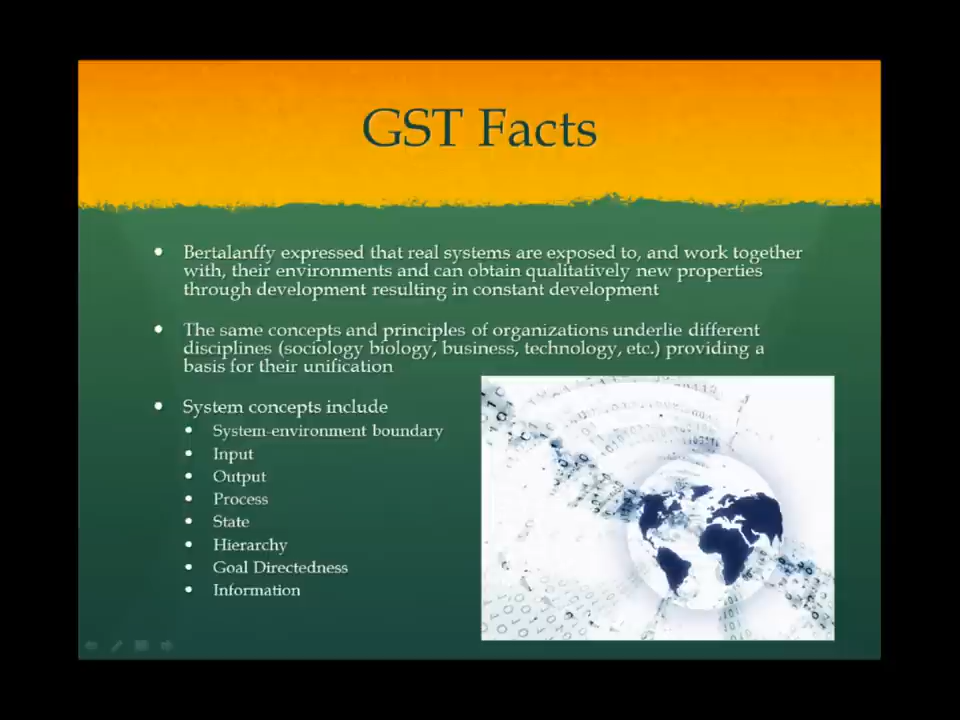 GST Facts
• Bertalanffy expressed that real systems are exposed to, and work together
with, their environments and can obtain qualitatively new properties
through development resulting in constant development
• The same concepts and principles of organizations underlie different
disciplines (sociology biology, business, technology, etc.) providing a
basis for their unification
• System concepts include
• System-environment boundary
• Input
• Output
• Process
• State
• Hierarchy
• Goal Directedness
• Information